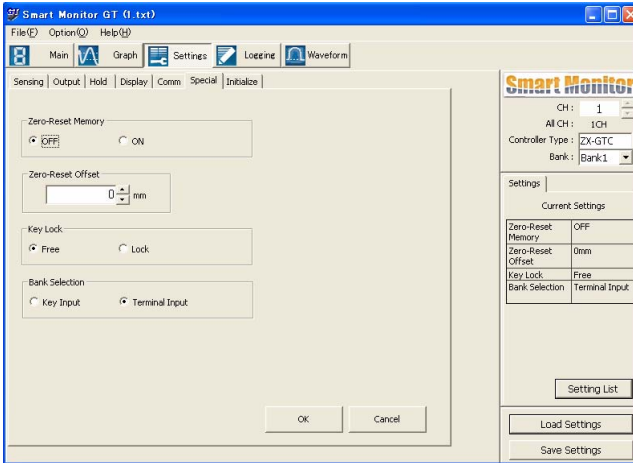 Smart Monitor GT (1.txt)
File(F) Option(O) Help(H)
Main Graph Settings Logging Waveform
Sensing Output Hold Display Comm Special Initialize
Zero-Reset Memory
OFF ON
Zero-Reset Offset
0 mm
Key Lock
Free Lock
Bank Selection
Key Input Terminal Input
OK Cancel
Smart Monitor
CH : 1
All CH : 1CH
Controller Type : ZX-GTC
Bank : Bank1
Settings
Current Settings
Zero-Reset Memory OFF
Zero-Reset Offset 0mm
Key Lock Free
Bank Selection Terminal Input
Setting List
Load Settings
Save Settings